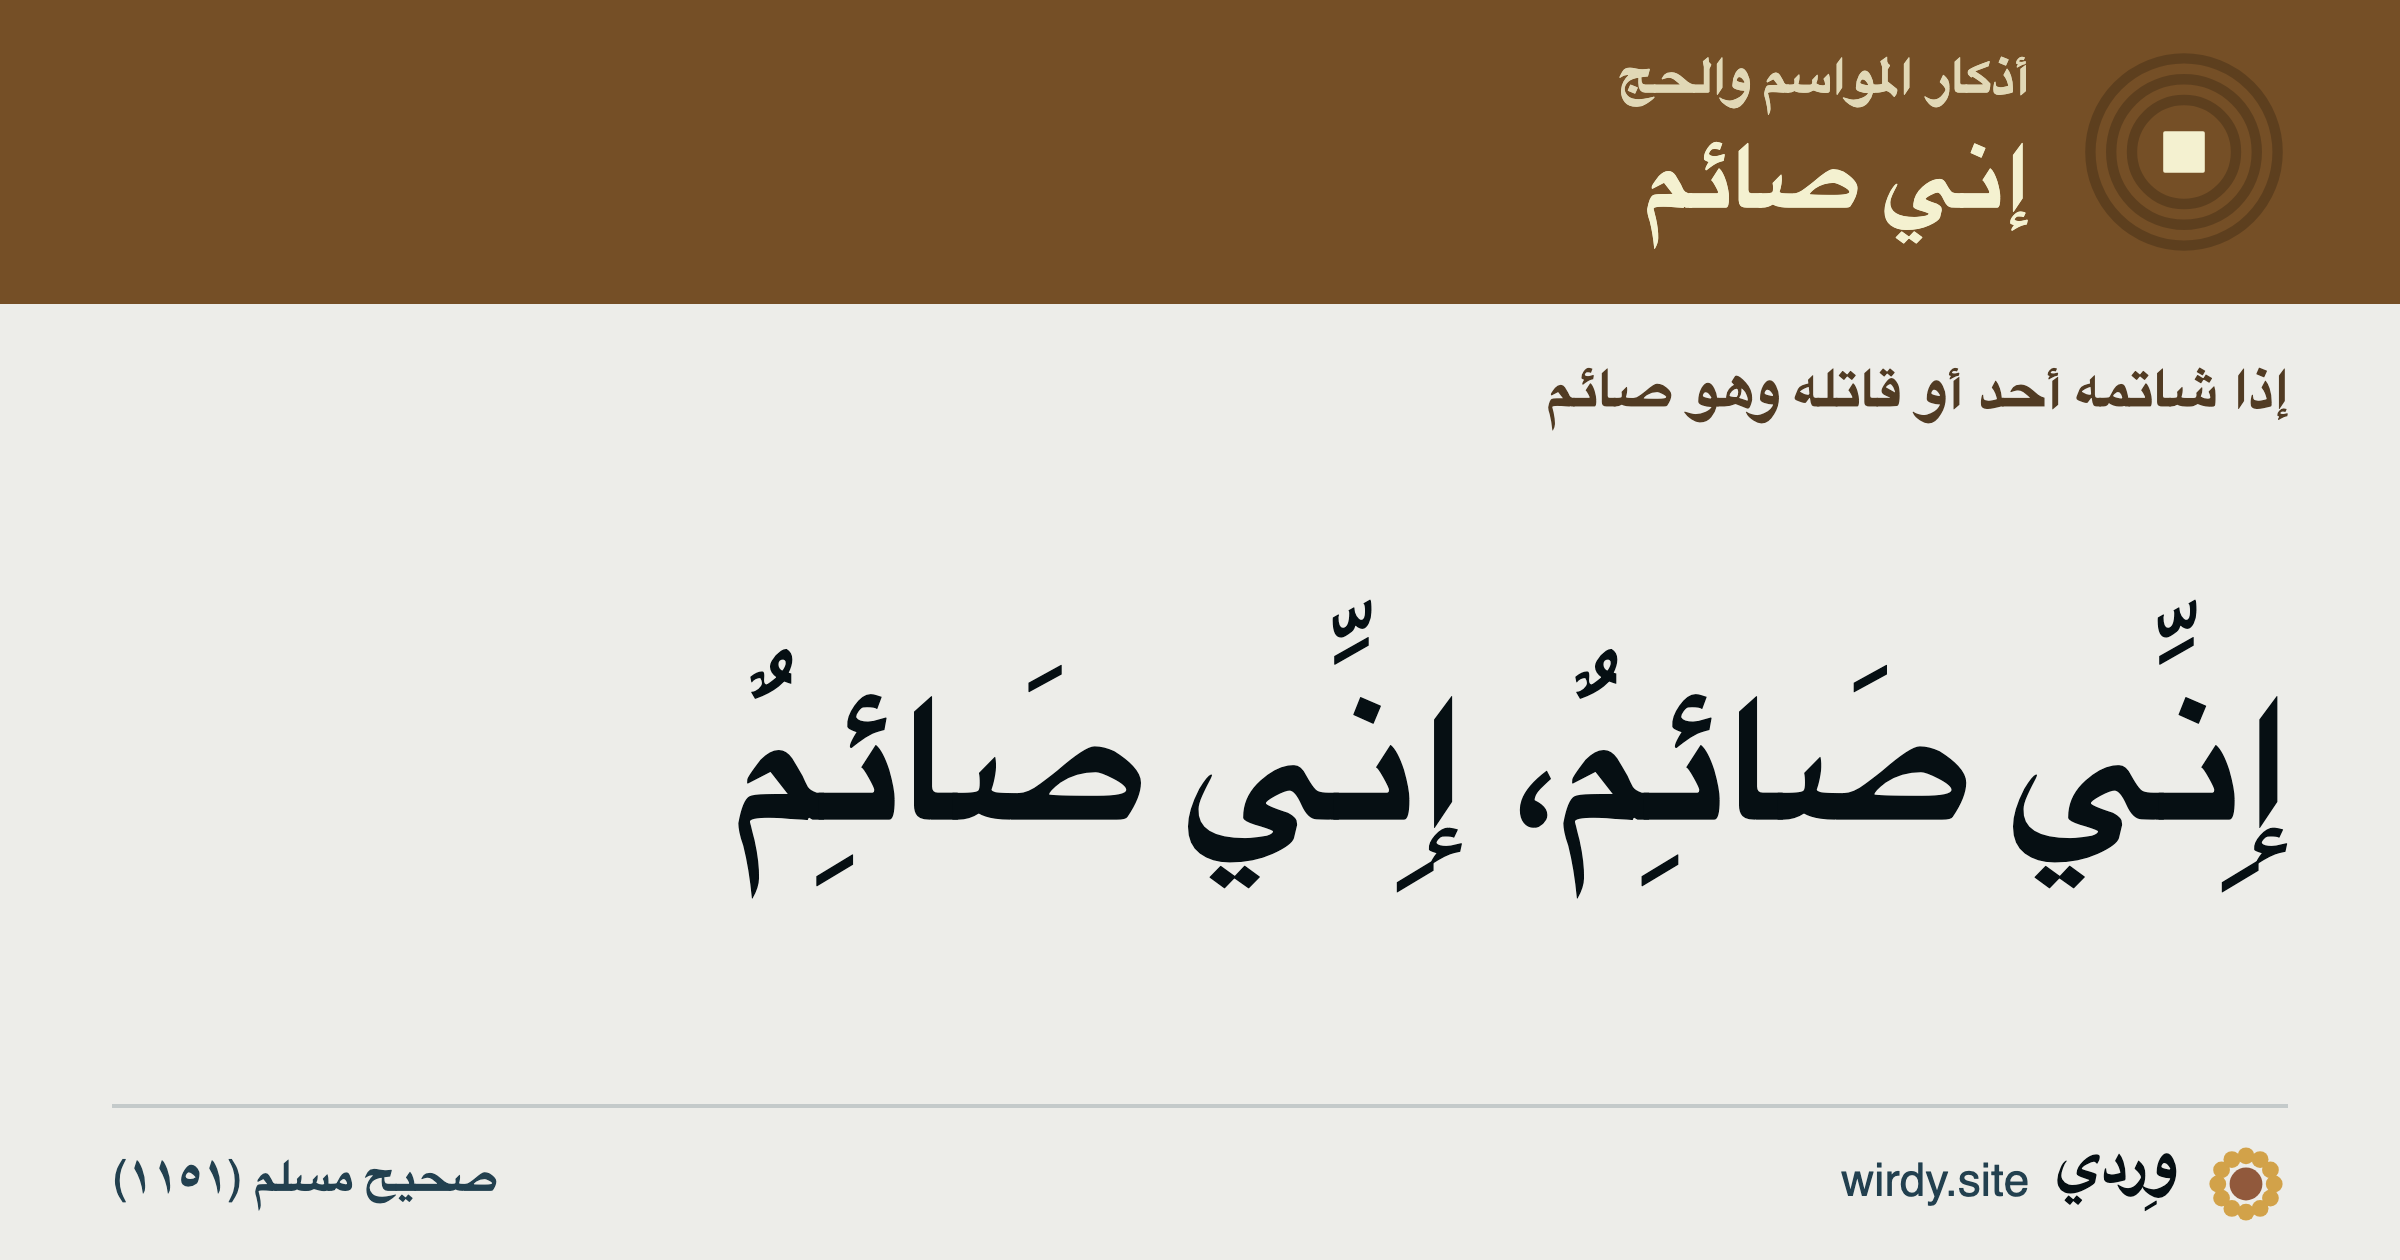 أذكار المواسم والحج
إني صائم
إذا شاتمه أحد أو قاتله وهو صائم
إِنِّي صَائِمٌ، إِنِّي صَائِمٌ
وِردي wirdy.site
صحيح مسلم (١١٥١)